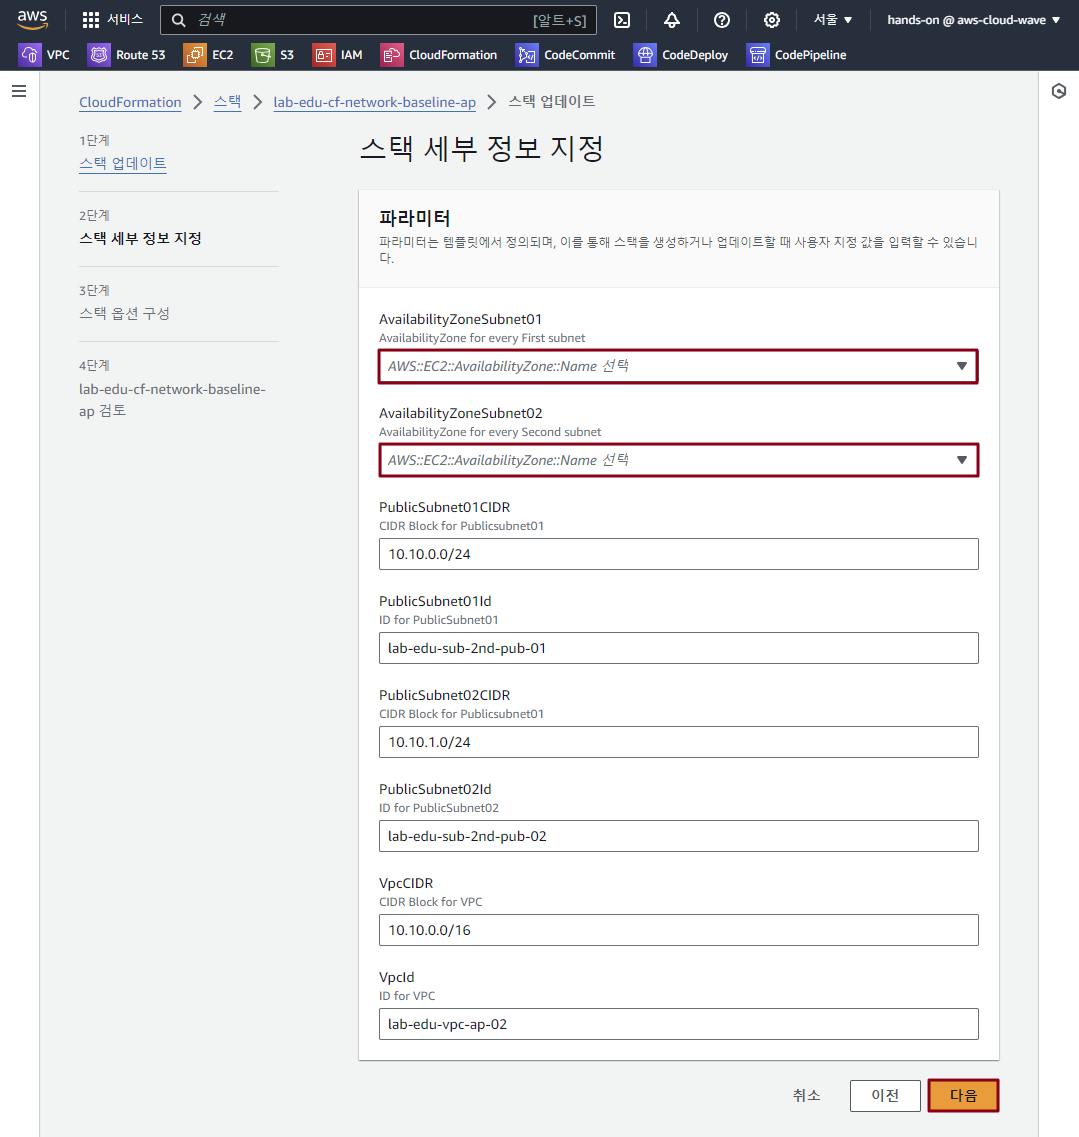 aws
서비스
검색
[알트+S]
서울 ▼
hands-on @ aws-cloud-wave ▼
VPC
Route 53
EC2
S3
IAM
CloudFormation
CodeCommit
CodeDeploy
CodePipeline
CloudFormation > 스택 > lab-edu-cf-network-baseline-ap > 스택 업데이트
1단계
스택 업데이트
2단계
스택 세부 정보 지정
3단계
스택 옵션 구성
4단계
lab-edu-cf-network-baseline-
ap 검토
스택 세부 정보 지정
파라미터
파라미터는 템플릿에서 정의되며, 이를 통해 스택을 생성하거나 업데이트할 때 사용자 지정 값을 입력할 수 있습니
다.
AvailabilityZoneSubnet01
AvailabilityZone for every First subnet
AWS::EC2::AvailabilityZone::Name 선택
AvailabilityZoneSubnet02
AvailabilityZone for every Second subnet
AWS::EC2::AvailabilityZone::Name 선택
PublicSubnet01CIDR
CIDR Block for Publicsubnet01
10.10.0.0/24
PublicSubnet01Id
ID for PublicSubnet01
lab-edu-sub-2nd-pub-01
PublicSubnet02CIDR
CIDR Block for Publicsubnet01
10.10.1.0/24
PublicSubnet02Id
ID for PublicSubnet02
lab-edu-sub-2nd-pub-02
VpcCIDR
CIDR Block for VPC
10.10.0.0/16
VpcId
ID for VPC
lab-edu-vpc-ap-02
취소
이전
다음